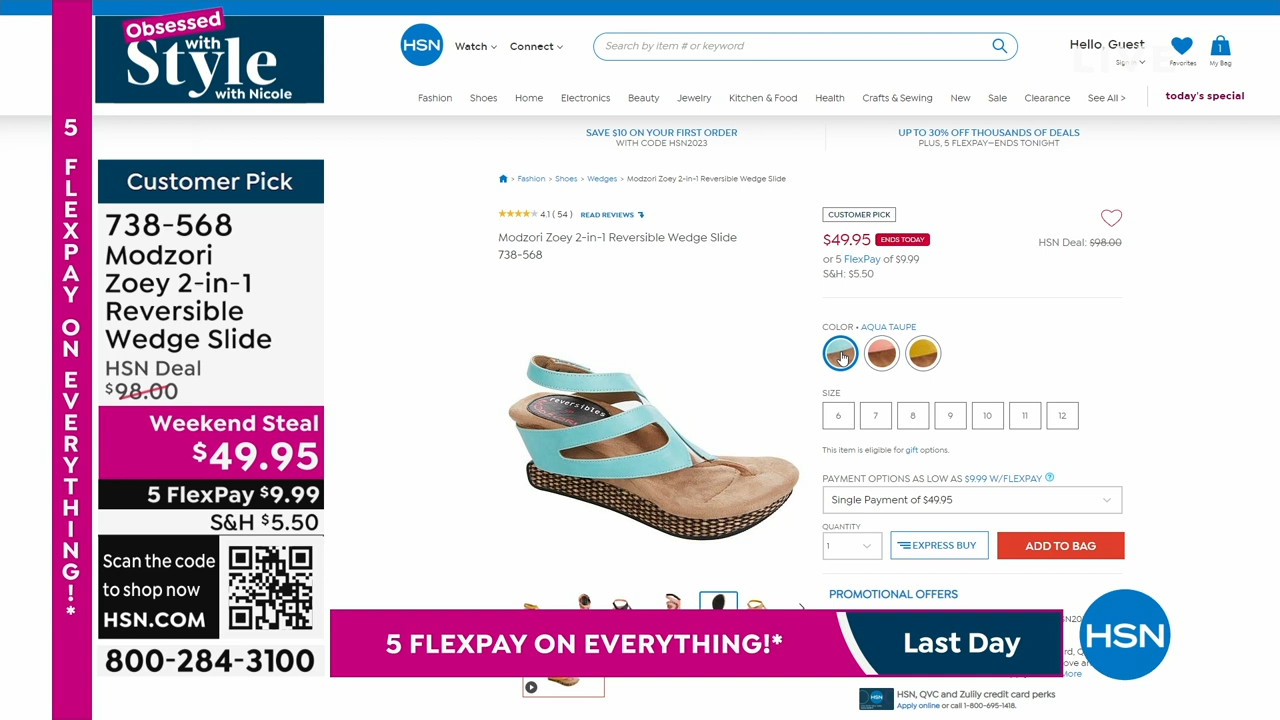 Obsessed
with
Style
with Nicole
5 FLEXPAY ON EVERYTHING!*
Customer Pick
738-568
Modzori
Zoey 2-in-1
Reversible
Wedge Slide
HSN Deal
$98.00
Weekend Steal
$49.95
5 FlexPay $9.99
S&H $5.50
Scan the code
to shop now
HSN.COM
800-284-3100
HSN
Watch
Connect
Search by item # or keyword
Hello, Guest
Sign In
Favorites
1
My Bag
LIVE
Fashion Shoes Home Electronics Beauty Jewelry Kitchen & Food Health Crafts & Sewing New Sale Clearance See All > today's special
SAVE $10 ON YOUR FIRST ORDER
WITH CODE HSN2023
UP TO 30% OFF THOUSANDS OF DEALS
PLUS, 5 FLEXPAY—ENDS TONIGHT
> Fashion > Shoes > Wedges > Modzori Zoey 2-in-1 Reversible Wedge Slide
4.1 ( 54 ) READ REVIEWS
Modzori Zoey 2-in-1 Reversible Wedge Slide
738-568
reversibles
CUSTOMER PICK
$49.95 ENDS TODAY
HSN Deal: $98.00
or 5 FlexPay of $9.99
S&H: $5.50
COLOR • AQUA TAUPE
SIZE
6 7 8 9 10 11 12
This item is eligible for gift options.
PAYMENT OPTIONS AS LOW AS $9.99 W/FLEXPAY
Single Payment of $49.95
QUANTITY
1
EXPRESS BUY
ADD TO BAG
PROMOTIONAL OFFERS
5 FLEXPAY ON EVERYTHING!*
Last Day
HSN
More
HSN
HSN, QVC and Zulily credit card perks
Apply online or call 1-800-695-1418.